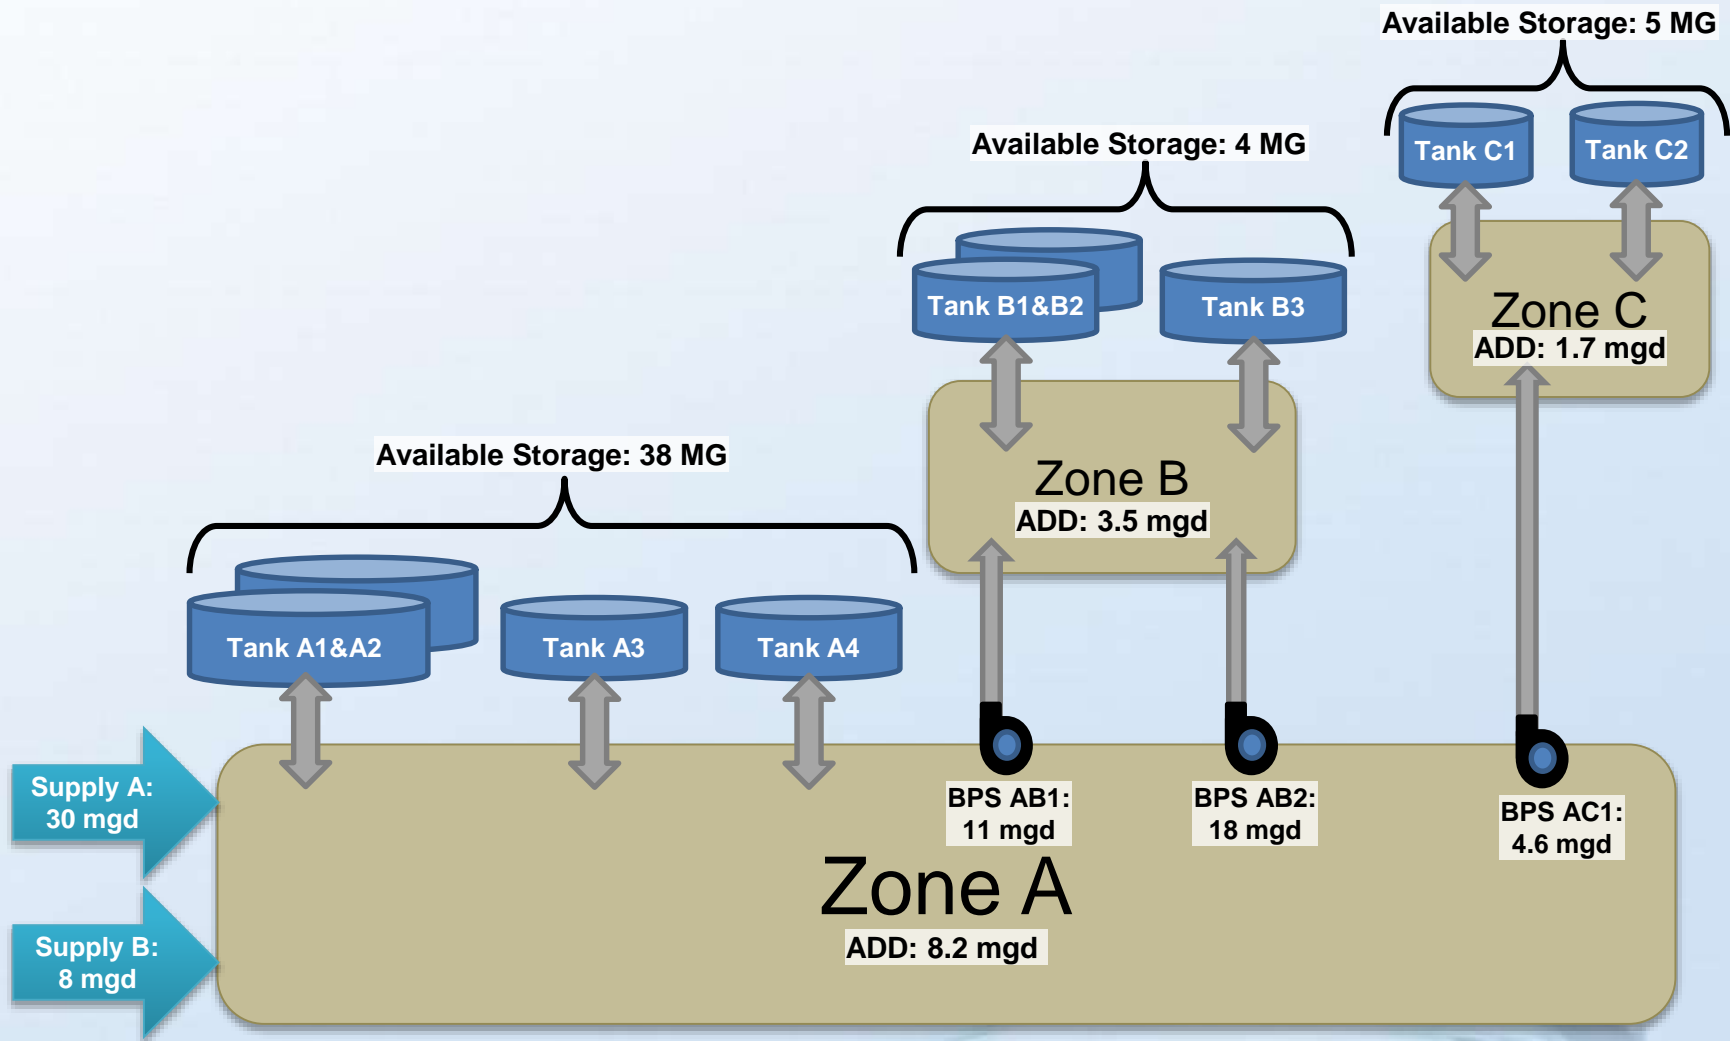 Available Storage: 5 MG
Tank C1
Tank C2
Available Storage: 4 MG
Tank B1&B2
Tank B3
Zone C
ADD: 1.7 mgd
Available Storage: 38 MG
Zone B
ADD: 3.5 mgd
Tank A1&A2
Tank A3
Tank A4
Supply A:
30 mgd
BPS AB1:
11 mgd
BPS AB2:
18 mgd
BPS AC1:
4.6 mgd
Zone A
ADD: 8.2 mgd
Supply B:
8 mgd